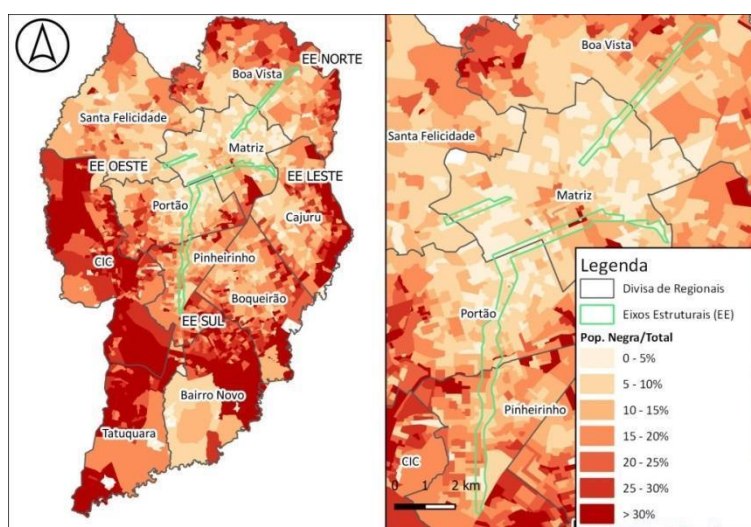 EE NORTE
Boa Vista
Santa Felicidade
Matriz
EE OESTE
EE LESTE
Portão
Cajuru
CIC
Pinheirinho
Boqueirão
EE SUL
Bairro Novo
Tatuquara
Boa Vista
Santa Felicidade
Matriz
Portão
Pinheirinho
CIC
0 1 2 km
Legenda
Divisa de Regionais
Eixos Estruturais (EE)
Pop. Negra/Total
0 - 5%
5 - 10%
10 - 15%
15 - 20%
20 - 25%
25 - 30%
> 30%